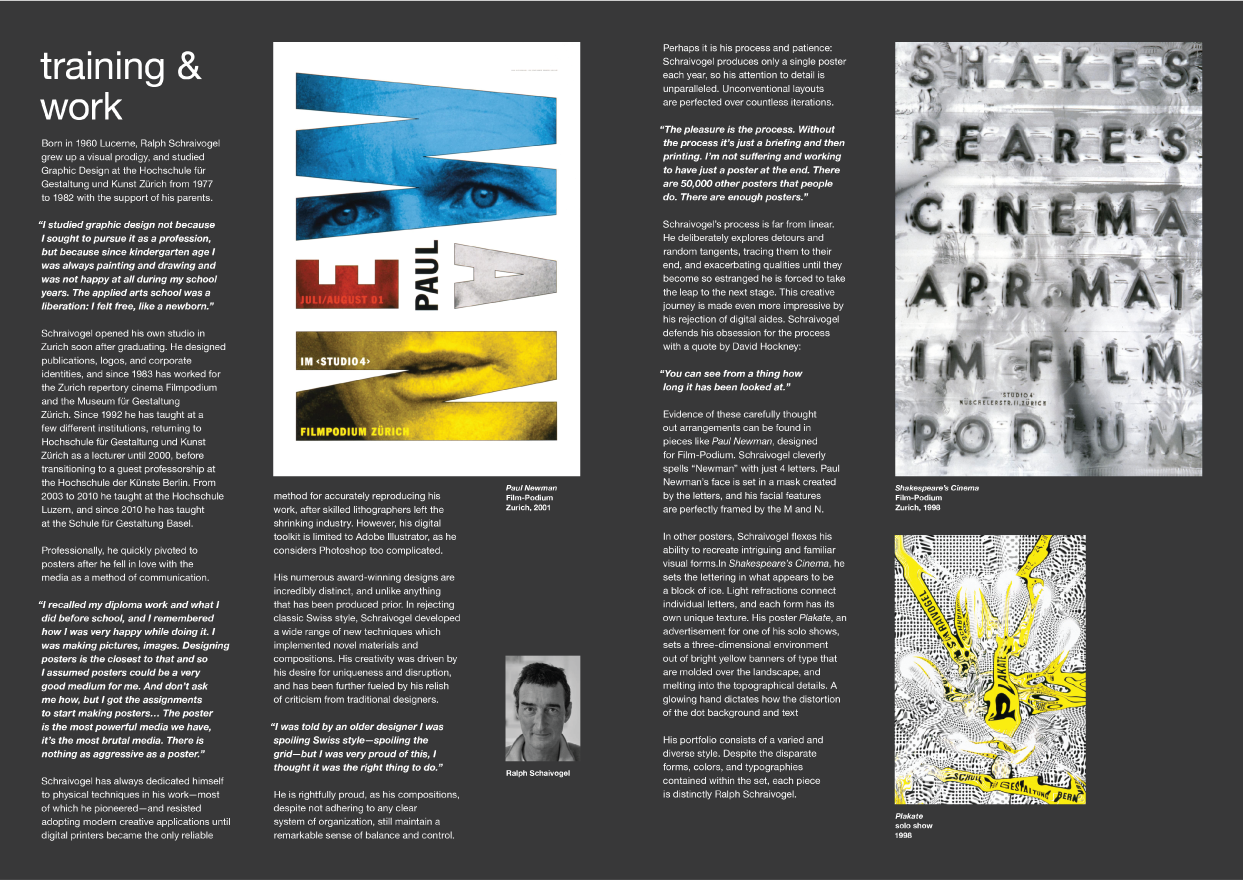 training &
work
Born in 1960 Lucerne, Ralph Schraivogel
grew up a visual prodigy, and studied
Graphic Design at the Hochschule für
Gestaltung und Kunst Zürich from 1977
to 1982 with the support of his parents.
“I studied graphic design not because
I sought to pursue it as a profession,
but because since kindergarten age I
was always painting and drawing and
was not happy at all during my school
years. The applied arts school was a
liberation: I felt free, like a newborn.”
Schraivogel opened his own studio in
Zurich soon after graduating. He designed
publications, logos, and corporate
identities, and since 1983 has worked for
the Zurich repertory cinema Filmpodium
and the Museum für Gestaltung
Zürich. Since 1992 he has taught at a
few different institutions, returning to
Hochschule für Gestaltung und Kunst
Zürich as a lecturer until 2000, before
transitioning to a guest professorship at
the Hochschule der Künste Berlin. From
2003 to 2010 he taught at the Hochschule
Luzern, and since 2010 he has taught
at the Schule für Gestaltung Basel.
Professionally, he quickly pivoted to
posters after he fell in love with the
media as a method of communication.
“I recalled my diploma work and what I
did before school, and I remembered
how I was very happy while doing it. I
was making pictures, images. Designing
posters is the closest to that and so
I assumed posters could be a very
good medium for me. And don’t ask
me how, but I got the assignments
to start making posters… The poster
is the most powerful media we have,
it’s the most brutal media. There is
nothing as aggressive as a poster.”
Schraivogel has always dedicated himself
to physical techniques in his work—most
of which he pioneered—and resisted
adopting modern creative applications until
digital printers became the only reliable
N
E
PAUL
A
M
JULI/AUGUST 01
IM ‹STUDIO4›
FILMPODIUM ZÜRICH
Paul Newman
Film-Podium
Zurich, 2001
method for accurately reproducing his
work, after skilled lithographers left the
shrinking industry. However, his digital
toolkit is limited to Adobe Illustrator, as he
considers Photoshop too complicated.
His numerous award-winning designs are
incredibly distinct, and unlike anything
that has been produced prior. In rejecting
classic Swiss style, Schraivogel developed
a wide range of new techniques which
implemented novel materials and
compositions. His creativity was driven by
his desire for uniqueness and disruption,
and has been further fueled by his relish
of criticism from traditional designers.
“I was told by an older designer I was
spoiling Swiss style—spoiling the
grid—but I was very proud of this, I
thought it was the right thing to do.”
He is rightfully proud, as his compositions,
despite not adhering to any clear
system of organization, still maintain a
remarkable sense of balance and control.
Ralph Schaivogel
Perhaps it is his process and patience:
Schraivogel produces only a single poster
each year, so his attention to detail is
unparalleled. Unconventional layouts
are perfected over countless iterations.
“The pleasure is the process. Without
the process it’s just a briefing and then
printing. I’m not suffering and working
to have just a poster at the end. There
are 50,000 other posters that people
do. There are enough posters.”
Schraivogel’s process is far from linear.
He deliberately explores detours and
random tangents, tracing them to their
end, and exacerbating qualities until they
become so estranged he is forced to take
the leap to the next stage. This creative
journey is made even more impressive by
his rejection of digital aides. Schraivogel
defends his obsession for the process
with a quote by David Hockney:
“You can see from a thing how
long it has been looked at.”
Evidence of these carefully thought
out arrangements can be found in
pieces like Paul Newman, designed
for Film-Podium. Schraivogel cleverly
spells “Newman” with just 4 letters. Paul
Newman’s face is set in a mask created
by the letters, and his facial features
are perfectly framed by the M and N.
In other posters, Schraivogel flexes his
ability to recreate intriguing and familiar
visual forms.In Shakespeare’s Cinema, he
sets the lettering in what appears to be
a block of ice. Light refractions connect
individual letters, and each form has its
own unique texture. His poster Plakate, an
advertisement for one of his solo shows,
sets a three-dimensional environment
out of bright yellow banners of type that
are molded over the landscape, and
melting into the topographical details. A
glowing hand dictates how the distortion
of the dot background and text
His portfolio consists of a varied and
diverse style. Despite the disparate
forms, colors, and typographies
contained within the set, each piece
is distinctly Ralph Schraivogel.
SHAKES
PEARE'S
CINEMA
APR. MAI
IM FILM
STUDIO 4
NÜSCHELERSTR.11, ZÜRICH
PODIUM
Shakespeare’s Cinema
Film-Podium
Zurich, 1998
SCHRAIVOGEL
PLAKATE
SCHULE FÜR GESTALTUNG BERN
Plakate
solo show
1998